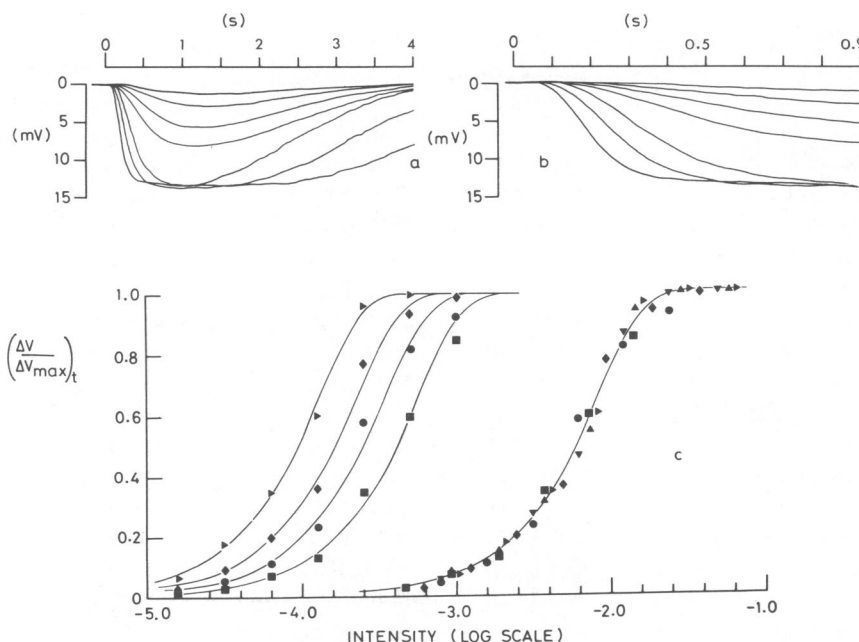 (s)
0 1 2 3 4
0
5
(mV)
10
15
a
(s)
0 0.5 0.9
0
5
(mV)
10
15
b
1.0
0.8
0.6
0.4
0.2
0
(ΔV/ΔVmax)t
-5.0 -4.0 -3.0 -2.0 -1.0
INTENSITY (LOG SCALE)
c